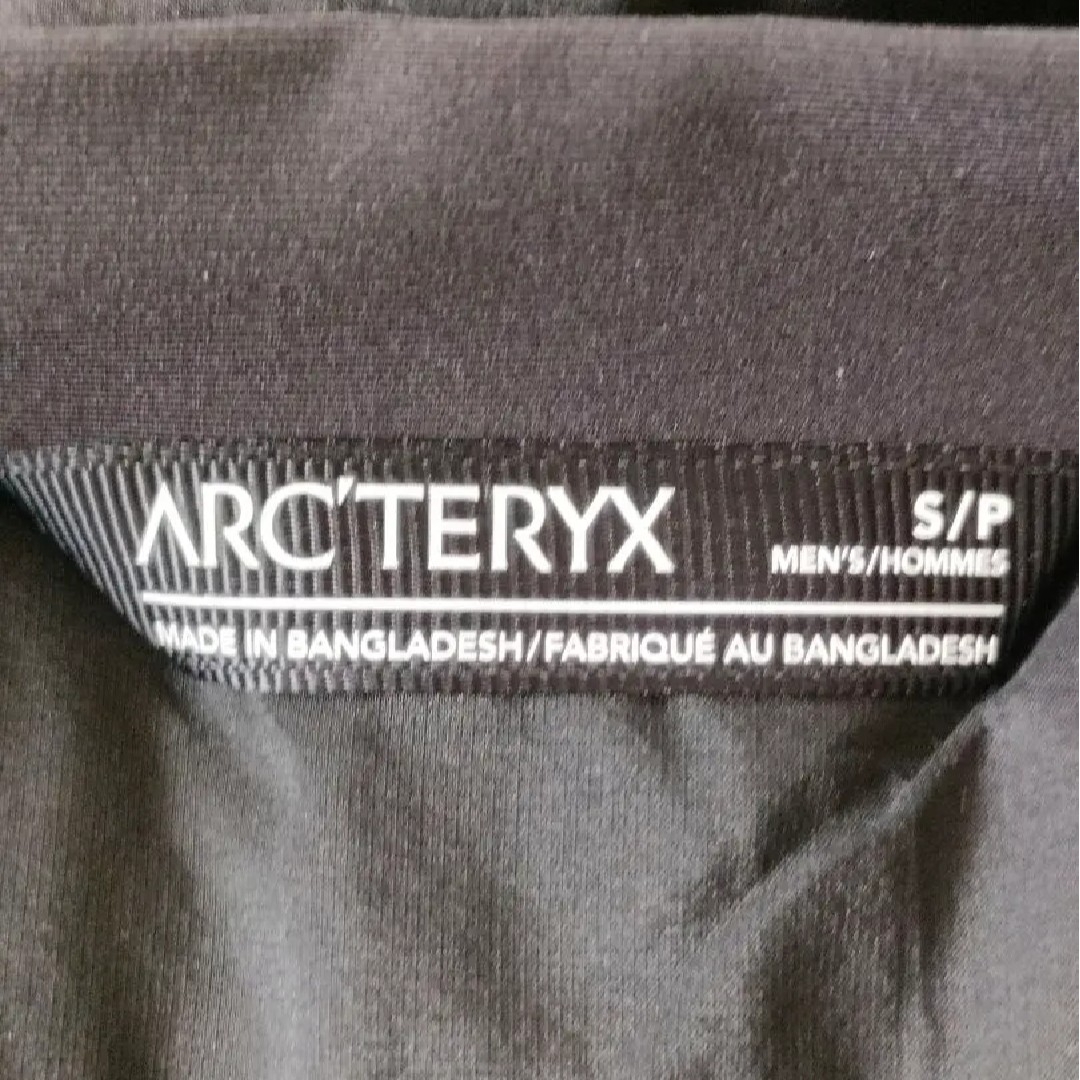 ARC'TERYX
S/P
MEN'S/HOMMES
MADE IN BANGLADESH/FABRIQUÉ AU BANGLADESH